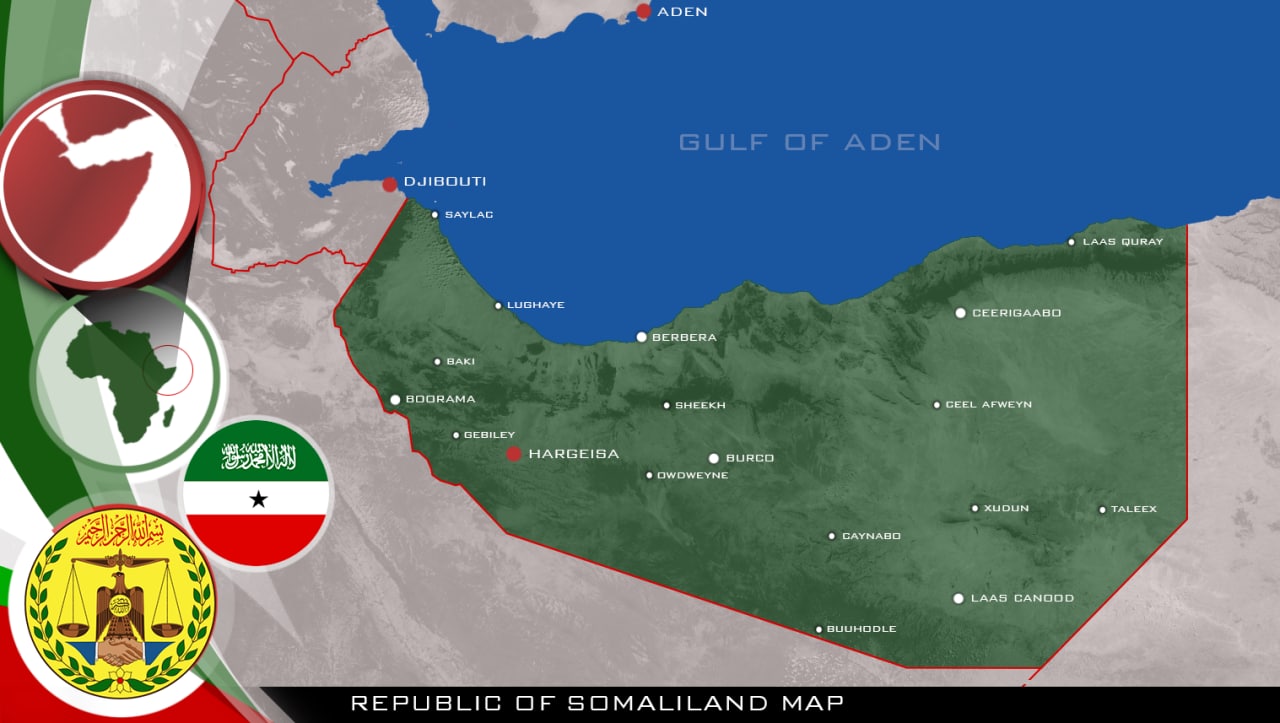 ADEN
GULF OF ADEN
DJIBOUTI
SAYLAC
LAAS QURAY
LUGHAYE
CEERIGAABO
BERBERA
BAKI
BOORAMA
SHEEKH
CEEL AFWEYN
GEBILEY
HARGEISA
BURCO
OWDWEYNE
لا إله إلا الله محمد رسول الله
XUDUN
TALEEX
بسم الله الرحمن الرحيم
CAYNABO
LAAS CANOOD
BUUHODLE
REPUBLIC OF SOMALILAND MAP